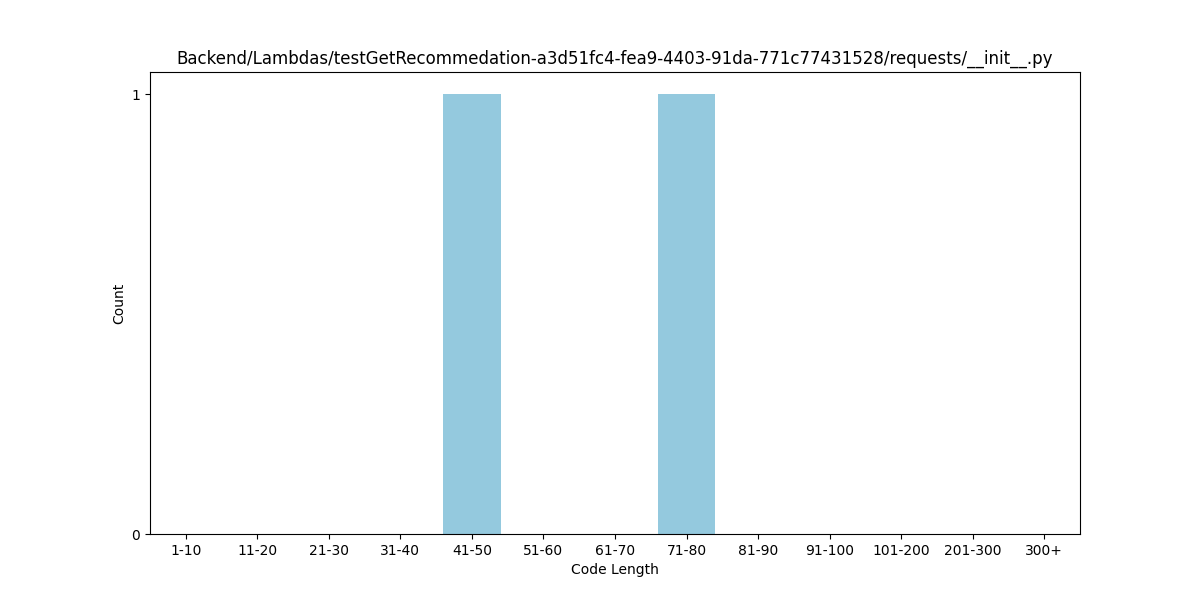 Backend/Lambdas/testGetRecommedation-a3d51fc4-fea9-4403-91da-771c77431528/requests/__init__.py
1
Count
0
1-10 11-20 21-30 31-40 41-50 51-60 61-70 71-80 81-90 91-100 101-200 201-300 300+
Code Length